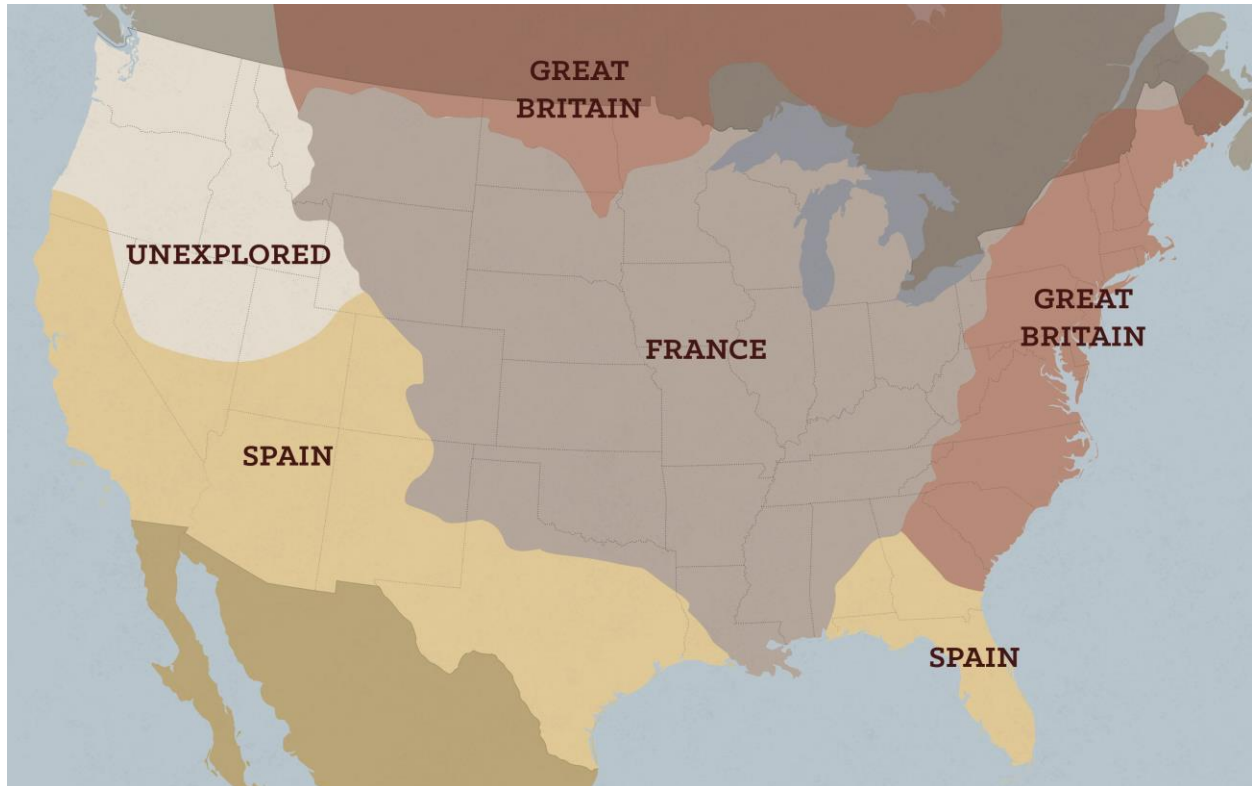 GREAT
BRITAIN
UNEXPLORED
GREAT
BRITAIN
FRANCE
SPAIN
SPAIN